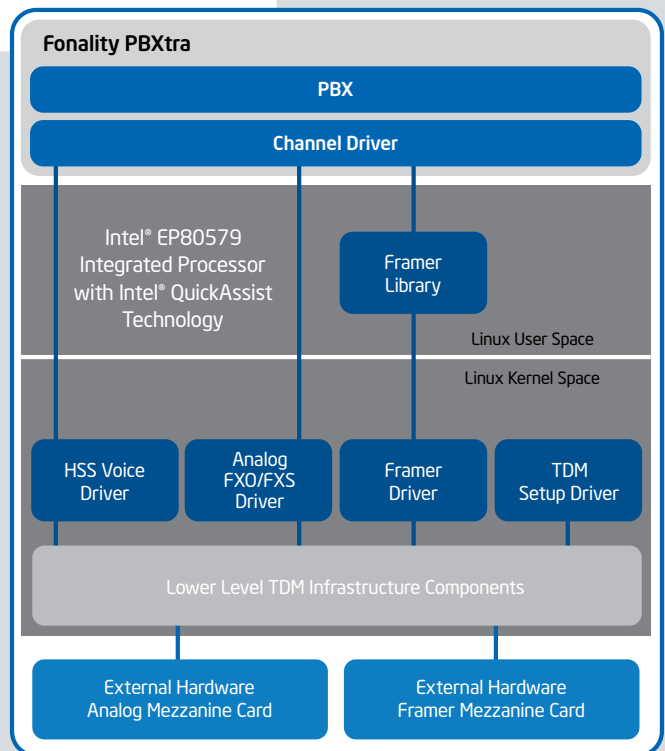 Fonality PBXtra
PBX
Channel Driver
Intel® EP80579
Integrated Processor
with Intel® QuickAssist
Technology
Framer
Library
Linux User Space
Linux Kernel Space
HSS Voice
Driver
Analog
FXO/FXS
Driver
Framer
Driver
TDM
Setup Driver
Lower Level TDM Infrastructure Components
External Hardware
Analog Mezzanine Card
External Hardware
Framer Mezzanine Card